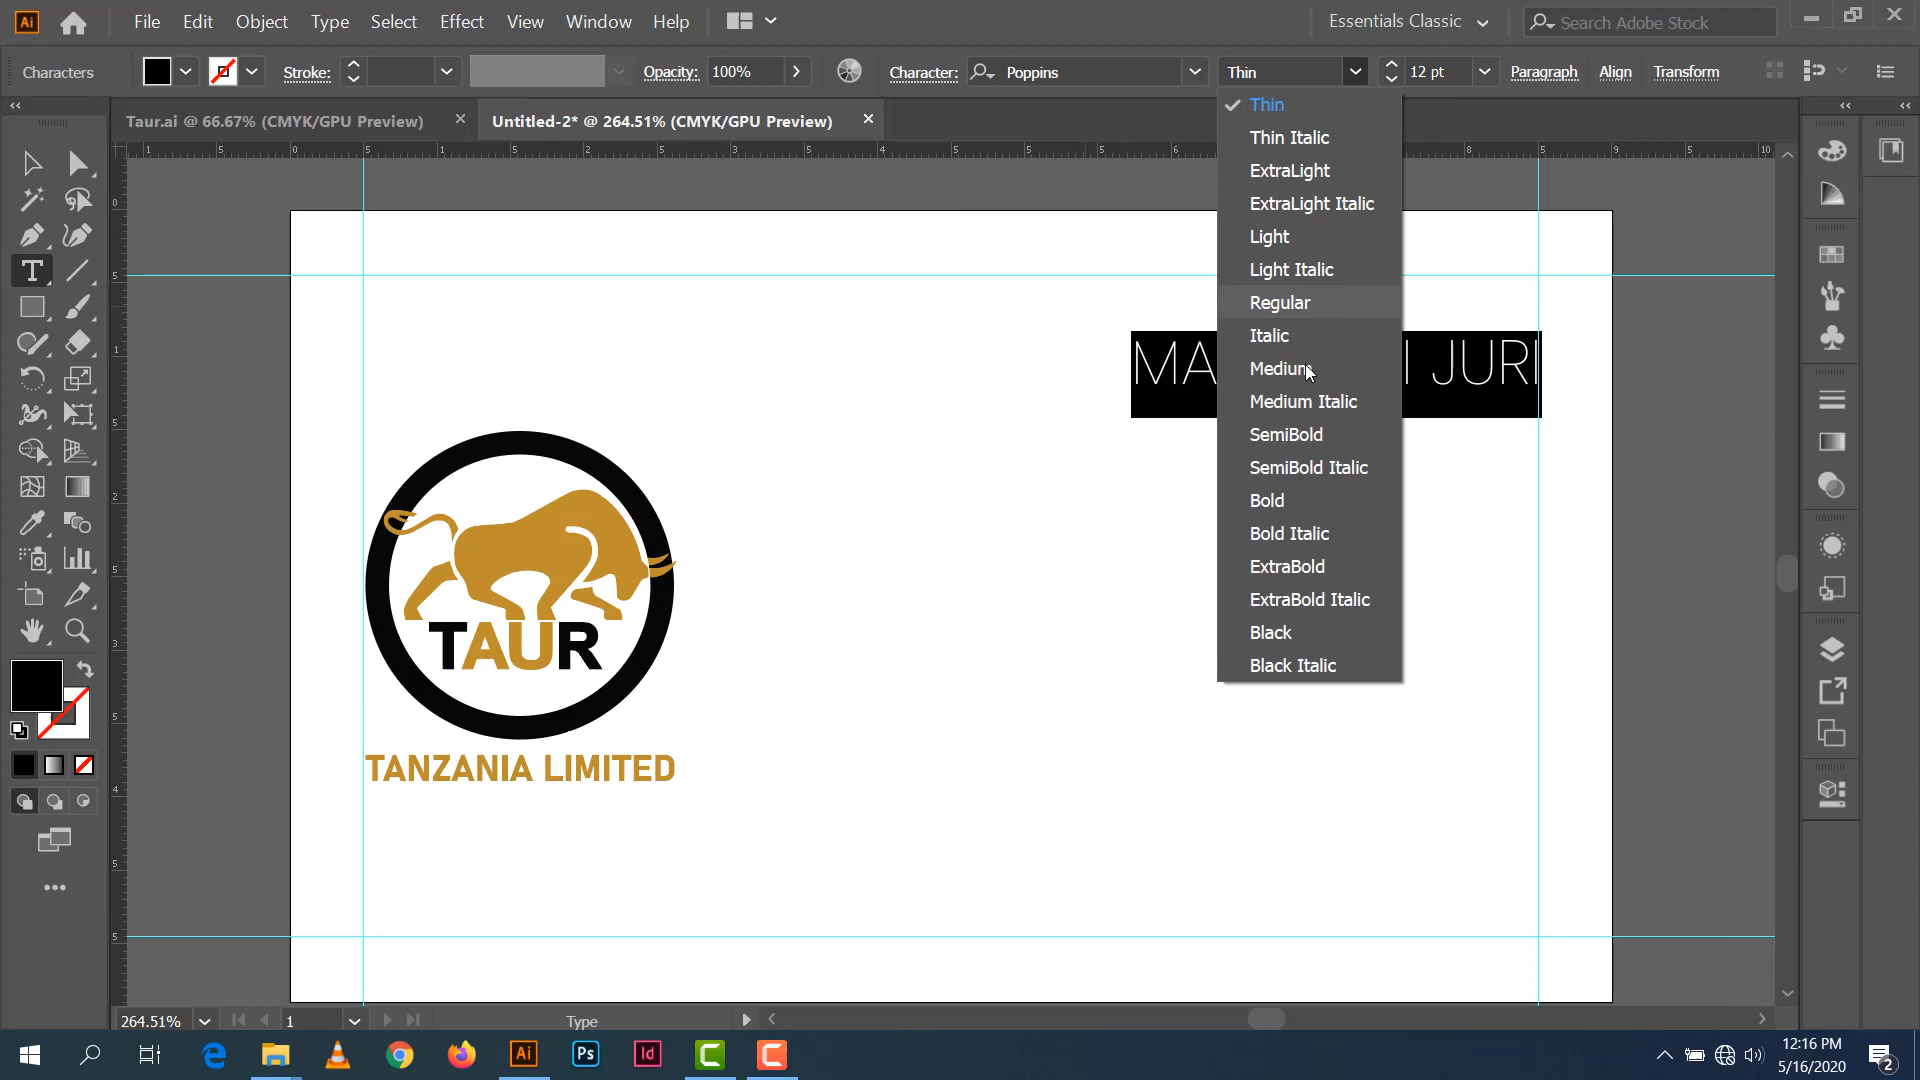 Ai File Edit Object Type Select Effect View Window Help Essentials Classic Search Adobe Stock
Characters Stroke: Opacity: 100% Character: Poppins Thin 12 pt Paragraph Align Transform
Taur.ai @ 66.67% (CMYK/GPU Preview) Untitled-2* @ 264.51% (CMYK/GPU Preview)
Thin
Thin Italic
ExtraLight
ExtraLight Italic
Light
Light Italic
Regular
Italic
Medium
Medium Italic
SemiBold
SemiBold Italic
Bold
Bold Italic
ExtraBold
ExtraBold Italic
Black
Black Italic
JURI
TAUR
TANZANIA LIMITED
264.51% 1 Type
Ai Ps Id
12:16 PM
5/16/2020
2